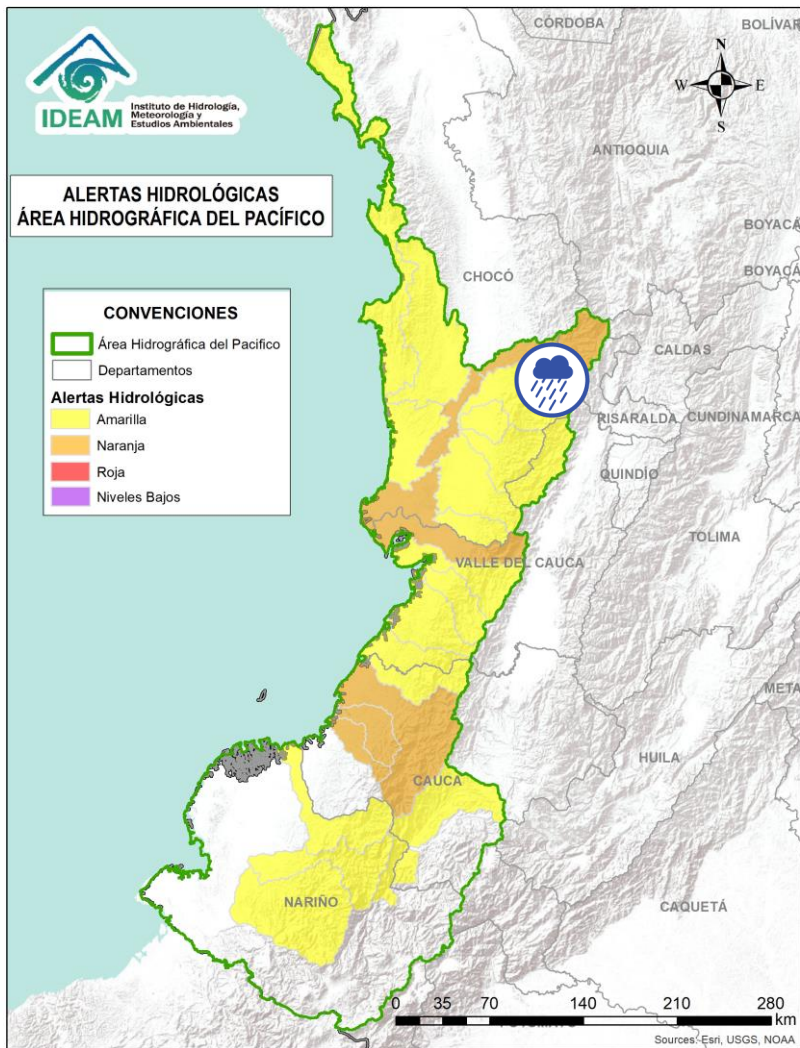 CÓRDOBA
BOLÍVAR
N
W
E
S
IDEAM
Instituto de Hidrología,
Meteorología y
Estudios Ambientales
ANTIOQUIA
ALERTAS HIDROLÓGICAS
ÁREA HIDROGRÁFICA DEL PACÍFICO
BOYACÁ
BOYACÁ
CHOCÓ
CONVENCIONES
Área Hidrográfica del Pacifico
Departamentos
Alertas Hidrológicas
Amarilla
Naranja
Roja
Niveles Bajos
CALDAS
RISARALDA
CUNDINAMARCA
QUINDÍO
TOLIMA
VALLE DEL CAUCA
META
HUILA
CAUCA
NARIÑO
CAQUETÁ
0 35 70 140 210 280
km
Sources: Esri, USGS, NOAA